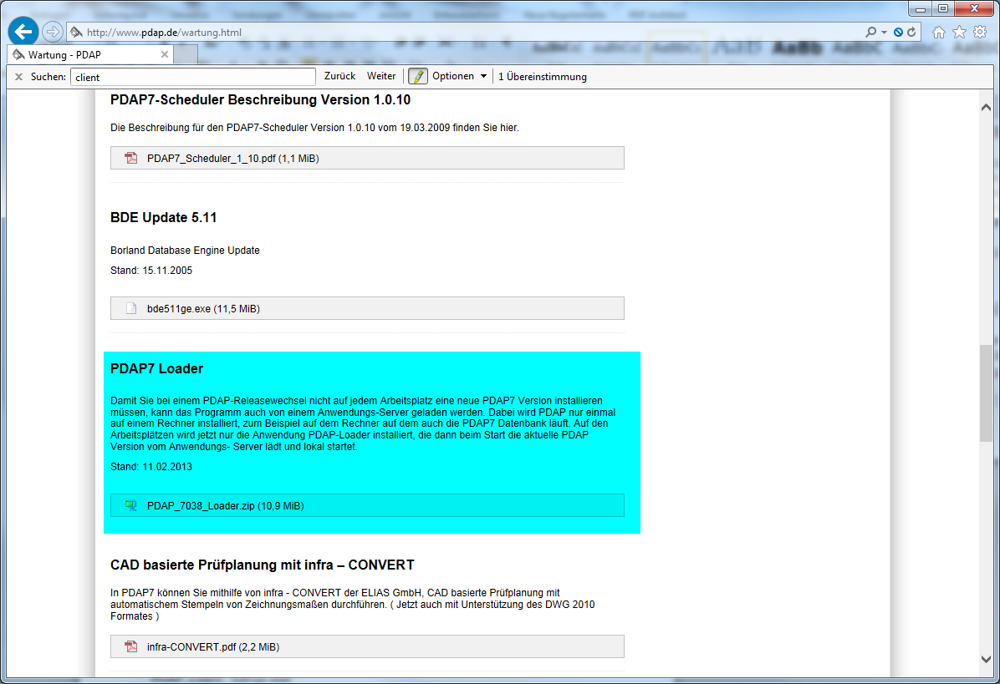 http://www.pdap.de/wartung.html
Wartung - PDAP
Suchen: client Zurück Weiter Optionen 1 Übereinstimmung
PDAP7-Scheduler Beschreibung Version 1.0.10
Die Beschreibung für den PDAP7-Scheduler Version 1.0.10 vom 19.03.2009 finden Sie hier.
PDAP7_Scheduler_1_10.pdf (1,1 MiB)
BDE Update 5.11
Borland Database Engine Update
Stand: 15.11.2005
bde511ge.exe (11,5 MiB)
PDAP7 Loader
Damit Sie bei einem PDAP-Releasewechsel nicht auf jedem Arbeitsplatz eine neue PDAP7 Version installieren
müssen, kann das Programm auch von einem Anwendungs-Server geladen werden. Dabei wird PDAP nur einmal
auf einem Rechner installiert, zum Beispiel auf dem Rechner auf dem auch die PDAP7 Datenbank läuft. Auf den
Arbeitsplätzen wird jetzt nur die Anwendung PDAP-Loader installiert, die dann beim Start die aktuelle PDAP
Version vom Anwendungs- Server lädt und lokal startet.
Stand: 11.02.2013
PDAP_7038_Loader.zip (10,9 MiB)
CAD basierte Prüfplanung mit infra – CONVERT
In PDAP7 können Sie mithilfe von infra - CONVERT der ELIAS GmbH, CAD basierte Prüfplanung mit
automatischem Stempeln von Zeichnungsmaßen durchführen. ( Jetzt auch mit Unterstützung des DWG 2010
Formates )
infra-CONVERT.pdf (2,2 MiB)